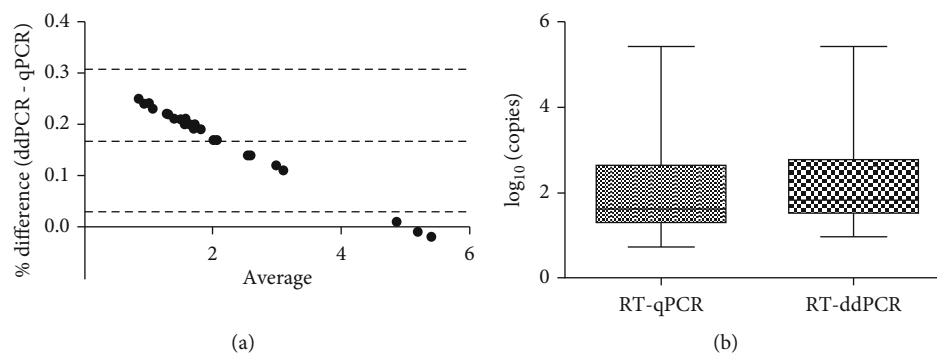 0.4
0.3
0.2
0.1
0.0
% difference (ddPCR - qPCR)
2
4
6
Average
(a)
6
4
2
0
log10 (copies)
RT-qPCR
RT-ddPCR
(b)